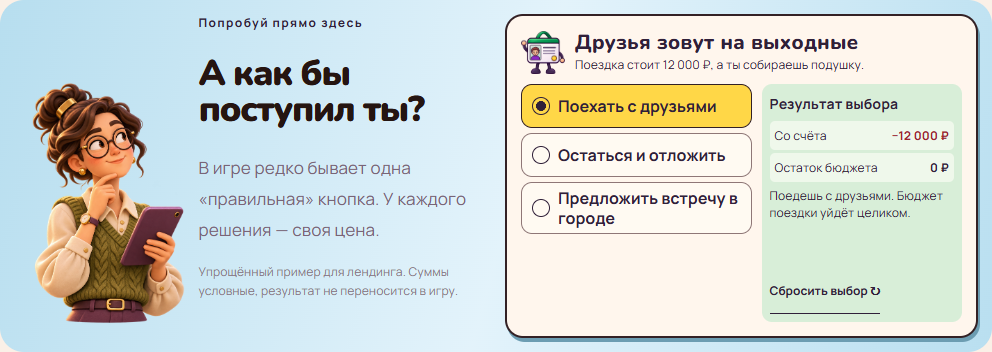 Попробуй прямо здесь
А как бы
поступил ты?
В игре редко бывает одна
«правильная» кнопка. У каждого
решения — своя цена.
Упрощённый пример для лендинга. Суммы
условные, результат не переносится в игру.
Друзья зовут на выходные
Поездка стоит 12 000 ₽, а ты собираешь подушку.
Поехать с друзьями
Остаться и отложить
Предложить встречу в
городе
Результат выбора
Со счёта −12 000 ₽
Остаток бюджета 0 ₽
Поедешь с друзьями. Бюджет
поездки уйдёт целиком.
Сбросить выбор ↻